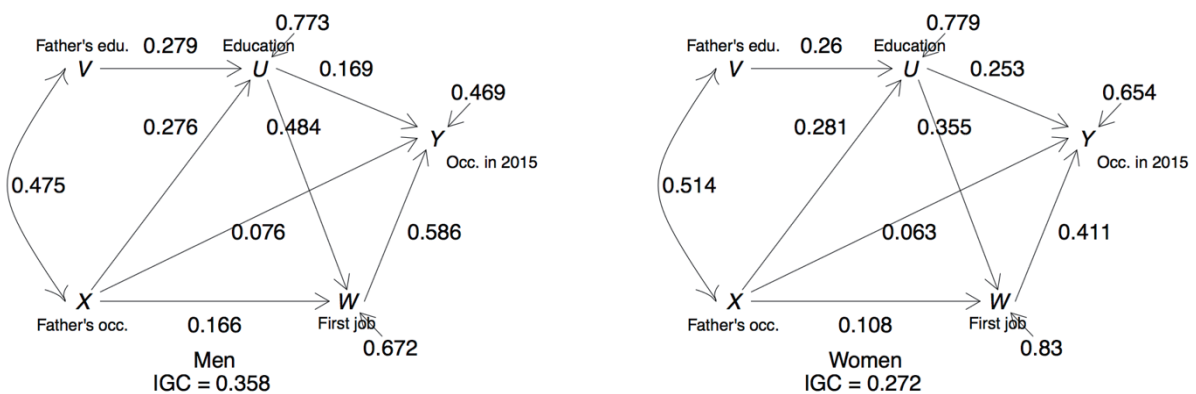 0.773
Father's edu. 0.279 Education
V U 0.169
0.469
0.276 0.484
Y
Occ. in 2015
0.475
0.076 0.586
X W
Father's occ. 0.166 First job
0.672
Men
IGC = 0.358
0.779
Father's edu. 0.26 Education
V U 0.253
0.654
0.281 0.355
Y
Occ. in 2015
0.514
0.063 0.411
X W
Father's occ. 0.108 First job
0.83
Women
IGC = 0.272